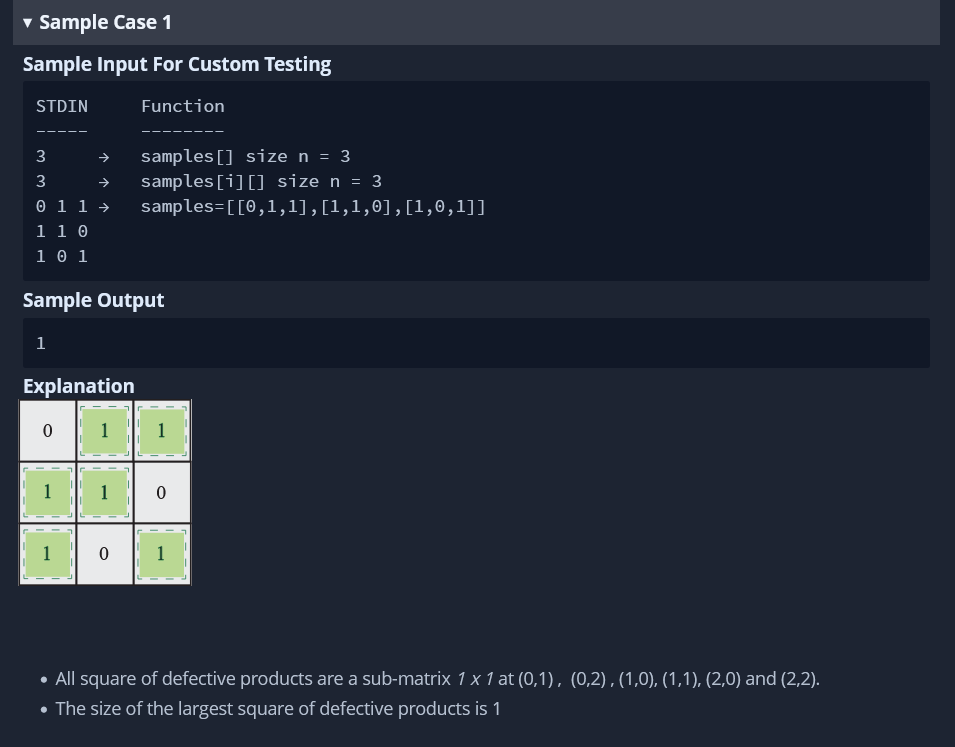 ▼ Sample Case 1
Sample Input For Custom Testing
STDIN     Function
-----     --------
3     →   samples[] size n = 3
3     →   samples[i][] size n = 3
0 1 1 →   samples=[[0,1,1],[1,1,0],[1,0,1]]
1 1 0
1 0 1
Sample Output
1
Explanation
0 1 1
1 1 0
1 0 1
• All square of defective products are a sub-matrix 1 x 1 at (0,1) ,  (0,2) , (1,0), (1,1), (2,0) and (2,2).
• The size of the largest square of defective products is 1